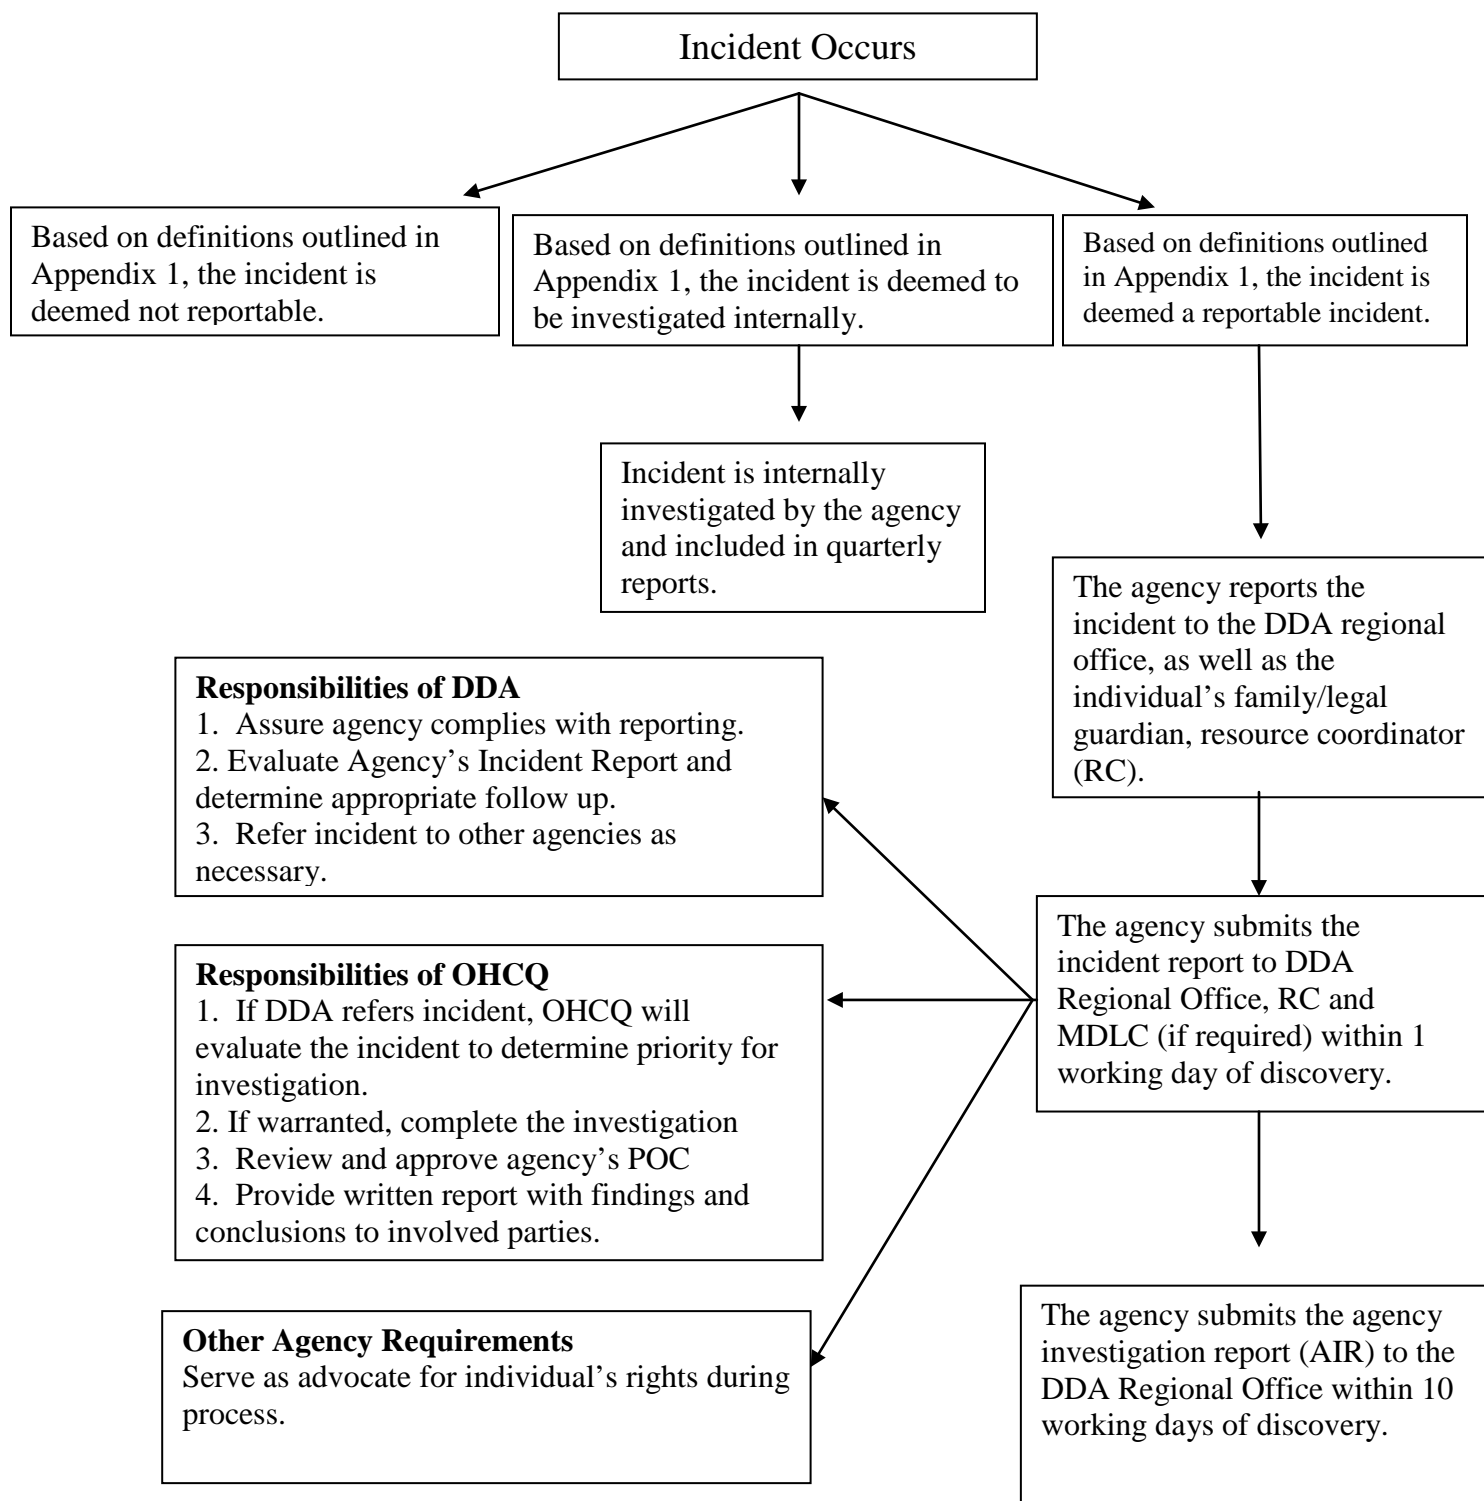 Incident Occurs
Based on definitions outlined in
Appendix 1, the incident is
deemed not reportable.
Based on definitions outlined in
Appendix 1, the incident is deemed to
be investigated internally.
Based on definitions outlined
in Appendix 1, the incident is
deemed a reportable incident.
Incident is internally
investigated by the agency
and included in quarterly
reports.
The agency reports the
incident to the DDA regional
office, as well as the
individual’s family/legal
guardian, resource coordinator
(RC).
Responsibilities of DDA
1.  Assure agency complies with reporting.
2. Evaluate Agency’s Incident Report and
determine appropriate follow up.
3.  Refer incident to other agencies as
necessary.
The agency submits the
incident report to DDA
Regional Office, RC and
MDLC (if required) within 1
working day of discovery.
Responsibilities of OHCQ
1.  If DDA refers incident, OHCQ will
evaluate the incident to determine priority for
investigation.
2. If warranted, complete the investigation
3.  Review and approve agency’s POC
4.  Provide written report with findings and
conclusions to involved parties.
Other Agency Requirements
Serve as advocate for individual’s rights during
process.
The agency submits the agency
investigation report (AIR) to the
DDA Regional Office within 10
working days of discovery.